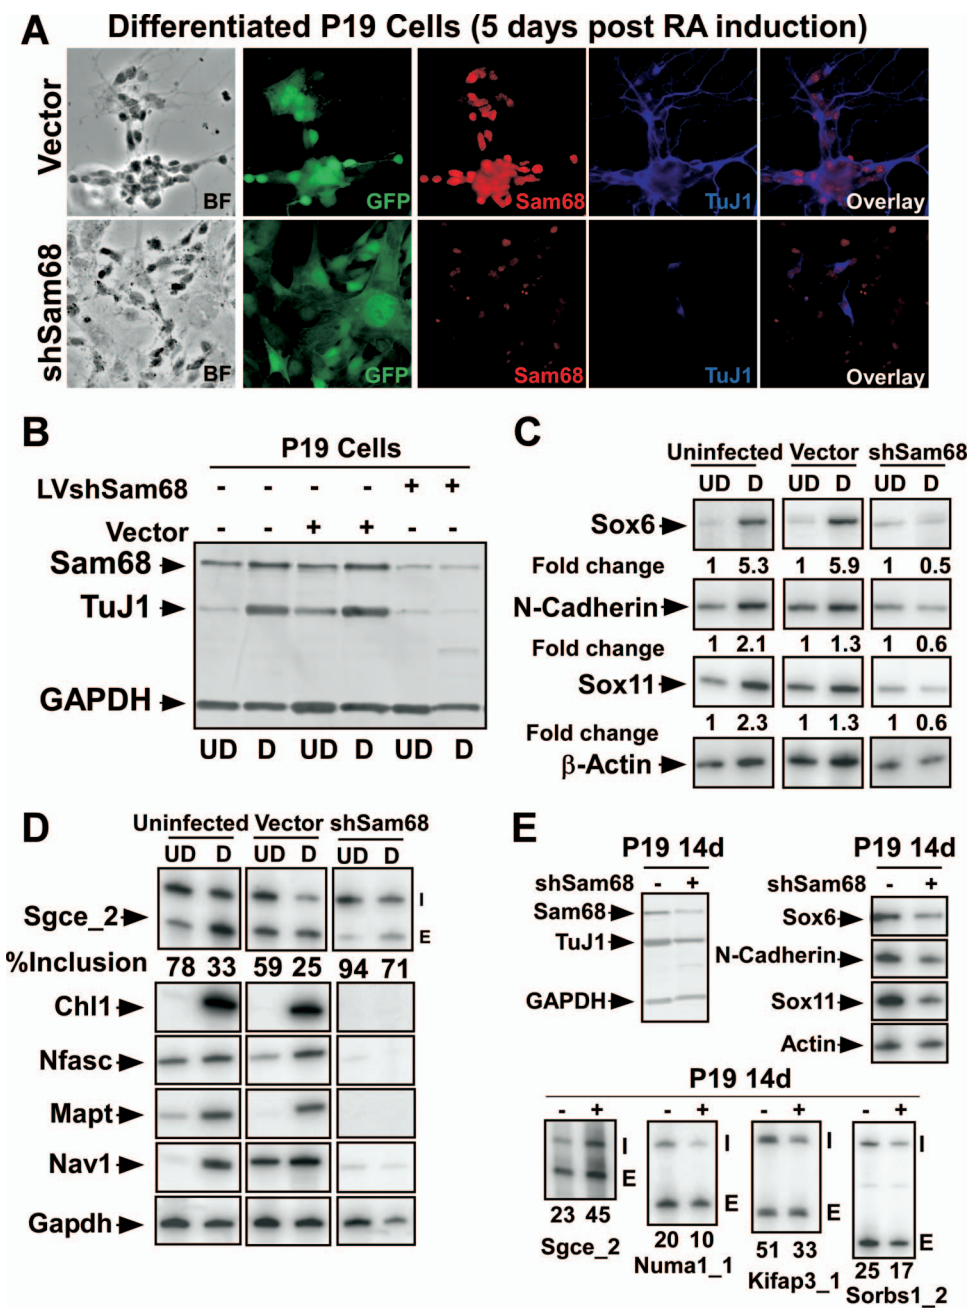 A Differentiated P19 Cells (5 days post RA induction)
Vector
BF GFP Sam68 TuJ1 Overlay
shSam68
BF GFP Sam68 TuJ1 Overlay
B
P19 Cells
LVshSam68 - - - - + +
Vector - - + + - -
Sam68
TuJ1
GAPDH
UD D UD D UD D
C
Uninfected Vector shSam68
UD D UD D UD D
Sox6
Fold change 1 5.3 1 5.9 1 0.5
N-Cadherin
Fold change 1 2.1 1 1.3 1 0.6
Sox11
Fold change 1 2.3 1 1.3 1 0.6
β-Actin
D
Uninfected Vector shSam68
UD D UD D UD D
I
Sgce_2
E
%Inclusion 78 33 59 25 94 71
Chl1
Nfasc
Mapt
Nav1
Gapdh
E
P19 14d
shSam68 - +
Sam68
TuJ1
GAPDH
P19 14d
shSam68 - +
Sox6
N-Cadherin
Sox11
Actin
P19 14d
- + - + - + - +
I I I I
E E E E
23 45
Sgce_2
20 10
Numa1_1
51 33
Kifap3_1
25 17
Sorbs1_2